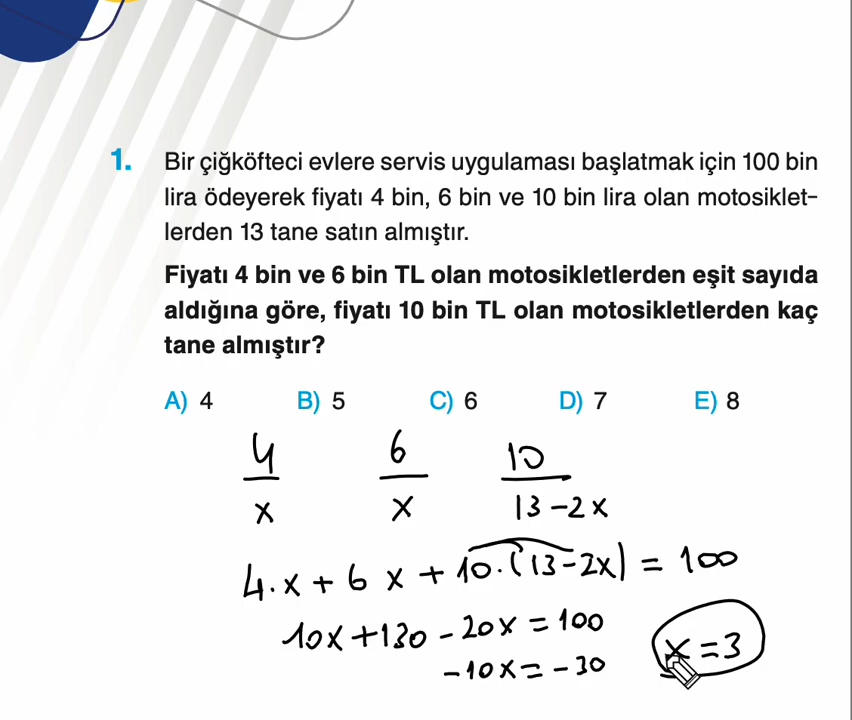 1. Bir çiğköfteci evlere servis uygulaması başlatmak için 100 bin
lira ödeyerek fiyatı 4 bin, 6 bin ve 10 bin lira olan motosiklet-
lerden 13 tane satın almıştır.
Fiyatı 4 bin ve 6 bin TL olan motosikletlerden eşit sayıda
aldığına göre, fiyatı 10 bin TL olan motosikletlerden kaç
tane almıştır?
A) 4 B) 5 C) 6 D) 7 E) 8
4 6 10
x x 13-2x
4.x + 6x + 10.(13-2x) = 100
10x+130-20x=100
-10x=-30 x=3